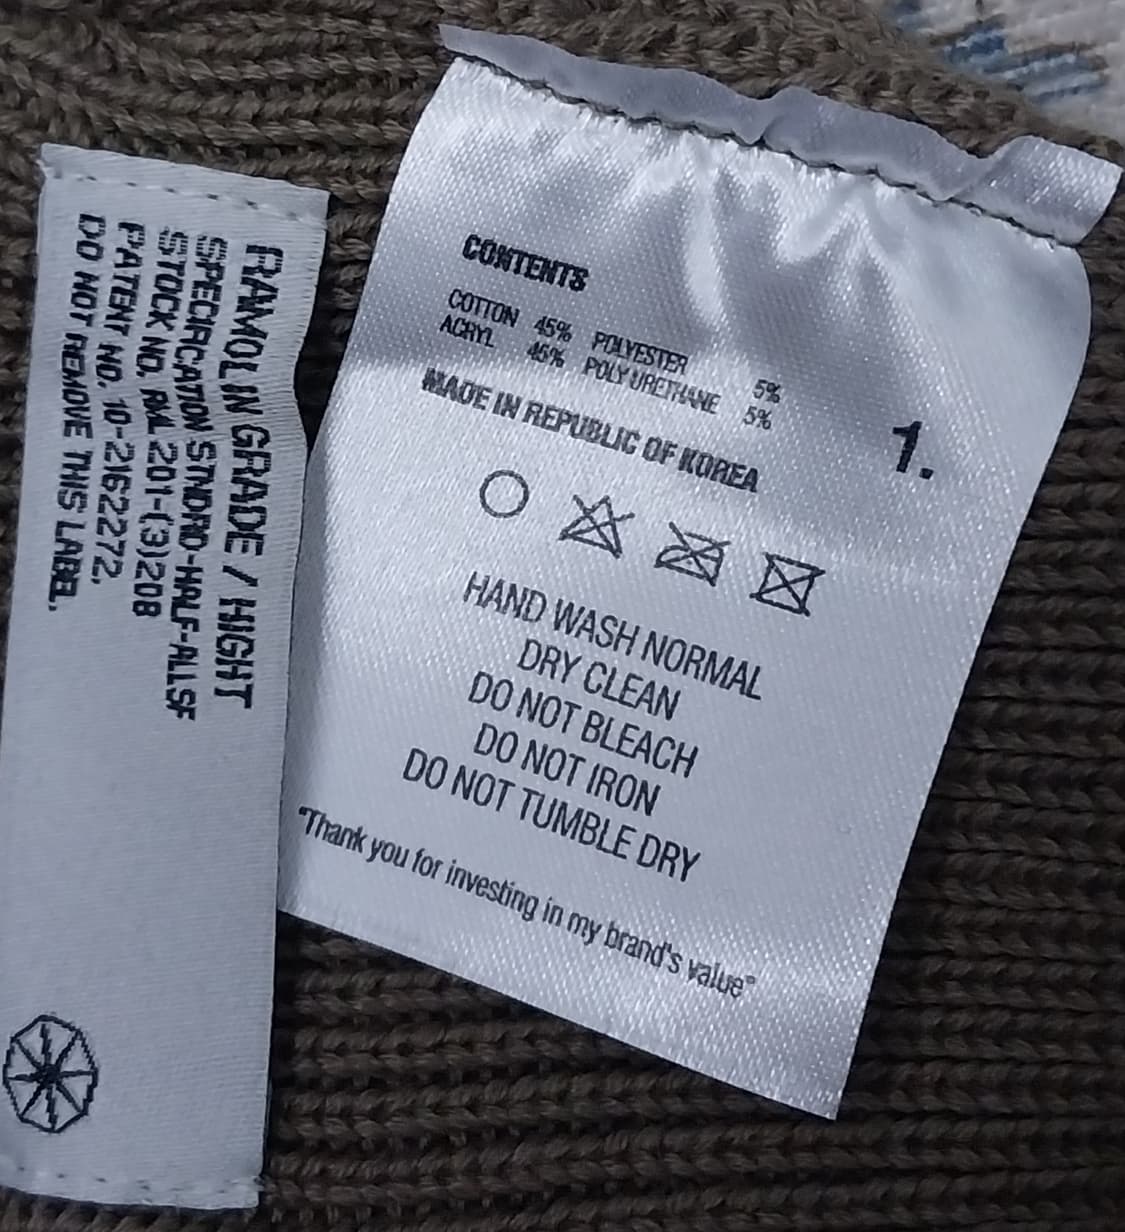 RAMOLIN GRADE / HIGHT
SPECIFICATION STNDRD-HALF-ALLSF
STOCK NO. RML 201-(3)208
PATTENT NO. 10-2162272.
DO NOT REMOVE THIS LABEL.
CONTENTS
COTTON 45% POLYESTER 5%
ACRYL 45% POLY URETHANE 5%
MADE IN REPUBLIC OF KOREA
1.
HAND WASH NORMAL
DRY CLEAN
DO NOT BLEACH
DO NOT IRON
DO NOT TUMBLE DRY
"Thank you for investing in my brand's value"